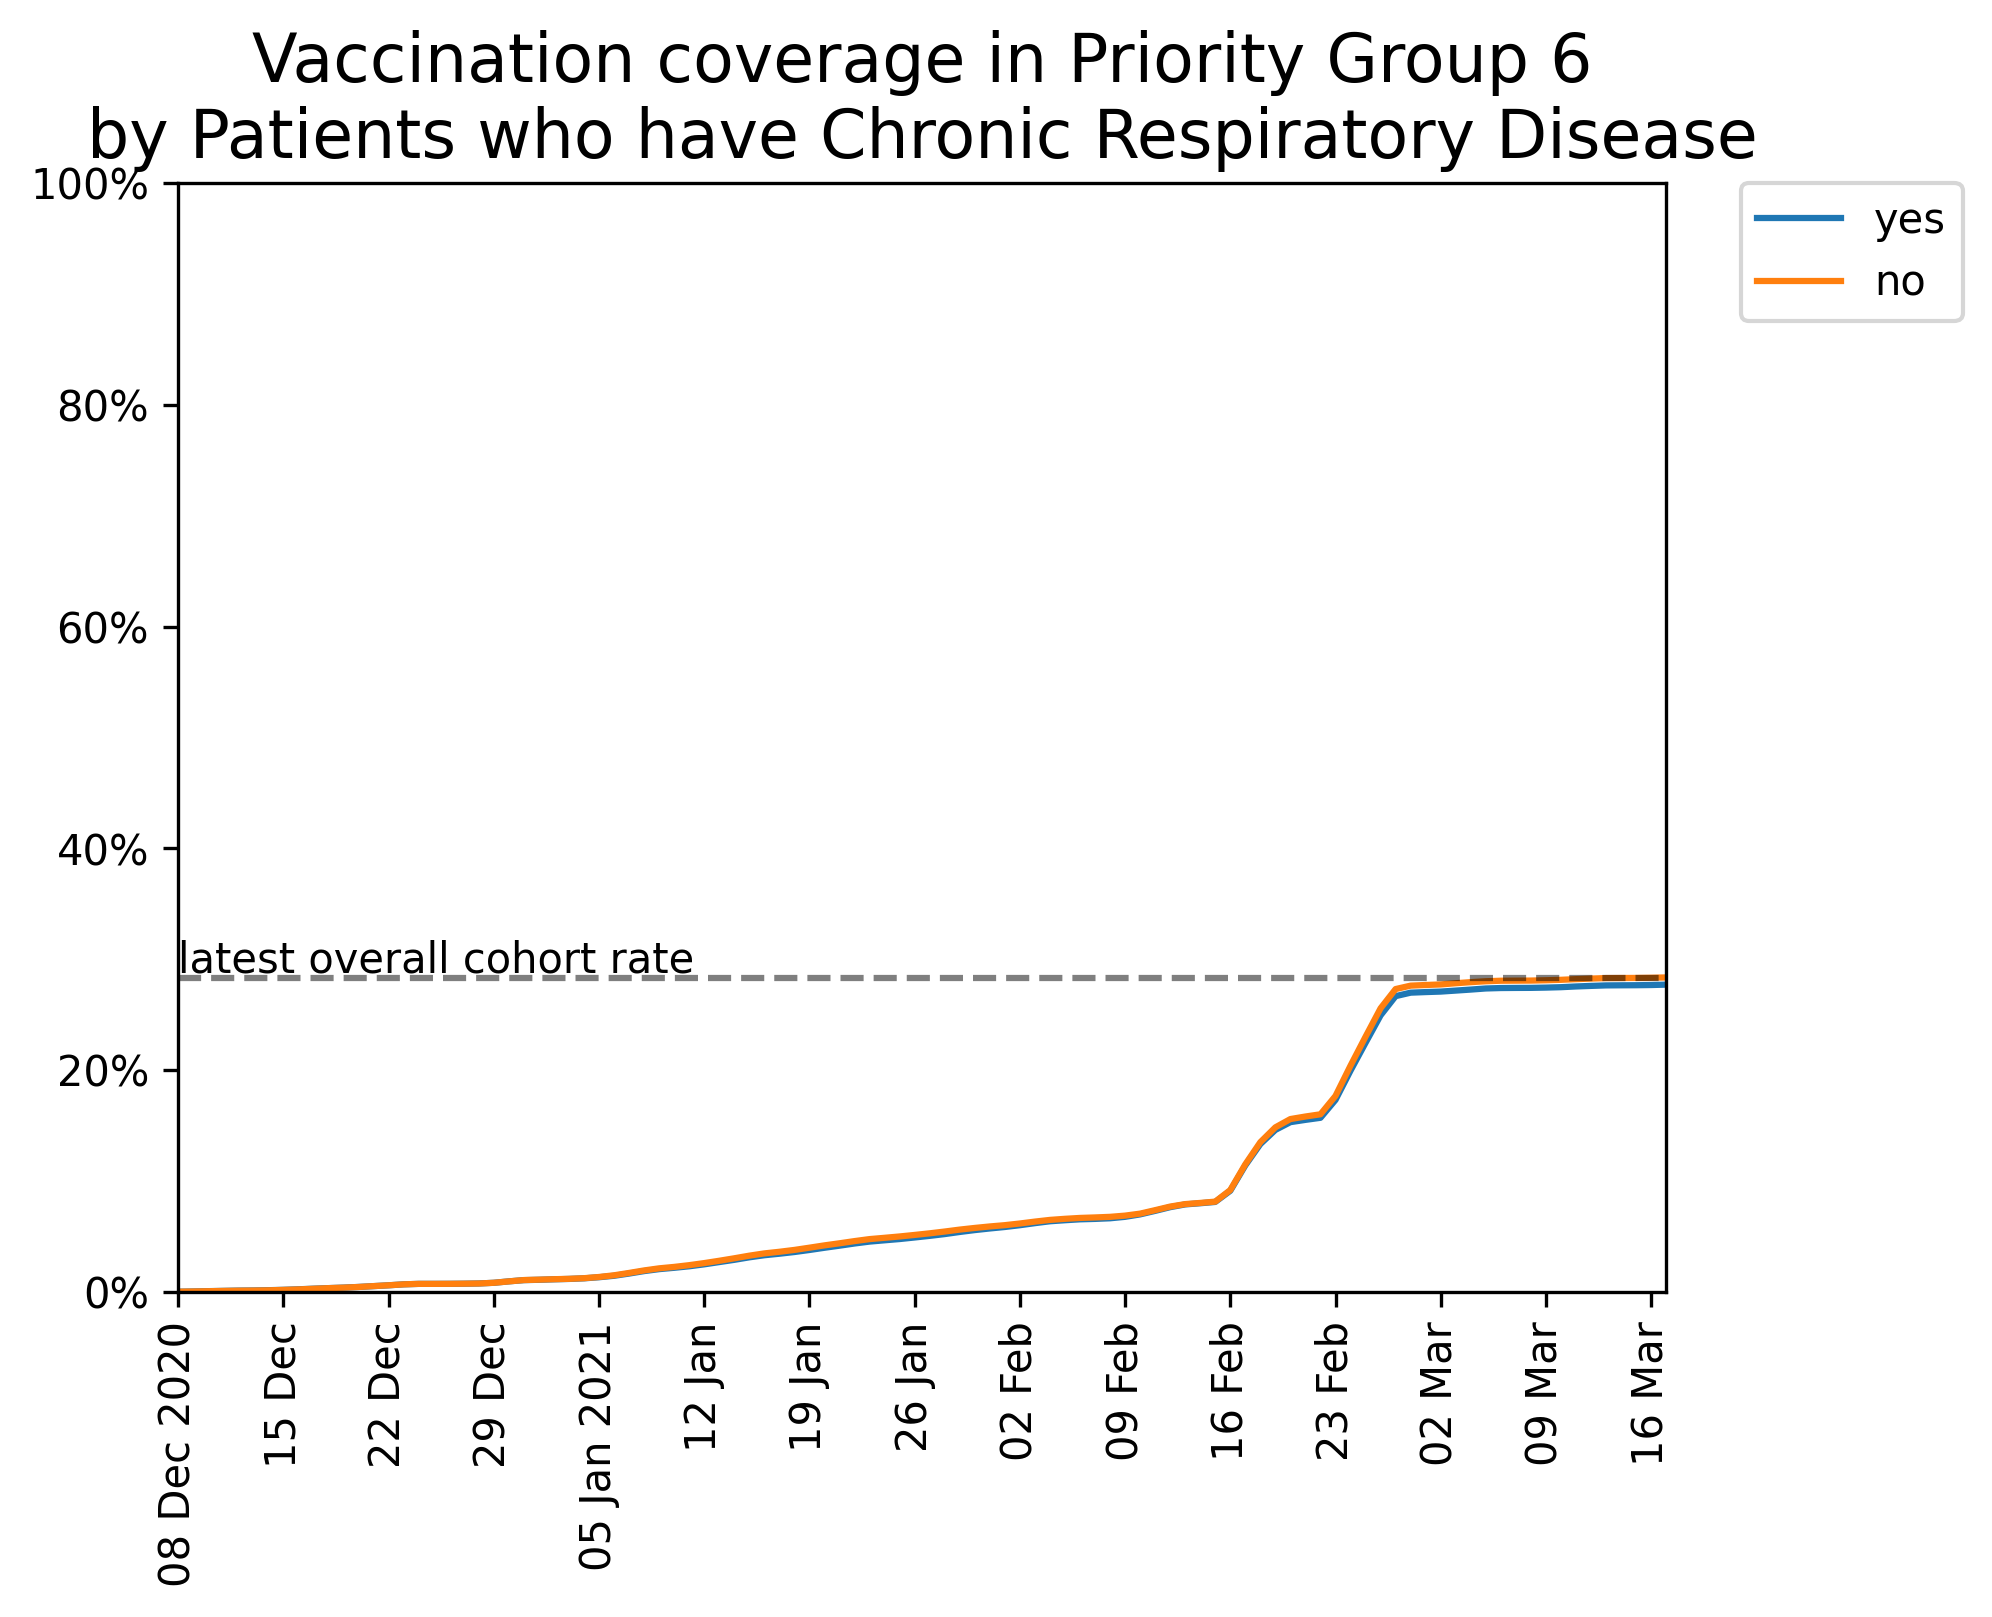 Vaccination coverage in Priority Group 6
by Patients who have Chronic Respiratory Disease
100%
80%
60%
40%
20%
0%
latest overall cohort rate
yes
no
08 Dec 2020
15 Dec
22 Dec
29 Dec
05 Jan 2021
12 Jan
19 Jan
26 Jan
02 Feb
09 Feb
16 Feb
23 Feb
02 Mar
09 Mar
16 Mar